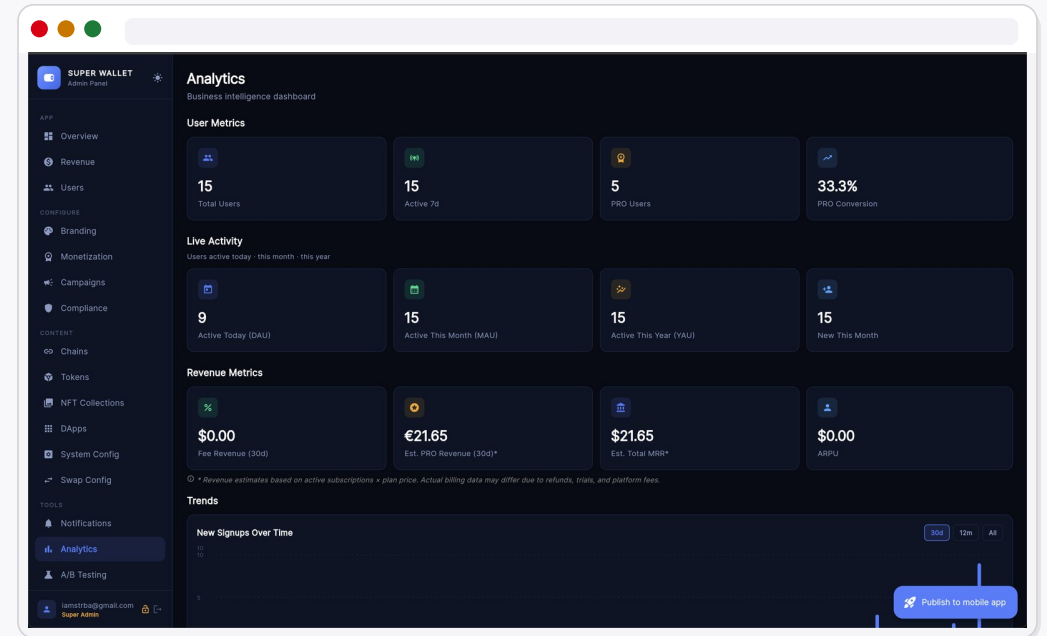 SUPER WALLET
Admin Panel
APP
Overview
Revenue
Users
CONFIGURE
Branding
Monetization
Campaigns
Compliance
CONTENT
Chains
Tokens
NFT Collections
DApps
System Config
Swap Config
TOOLS
Notifications
Analytics
A/B Testing
iamstrba@gmail.com
Super Admin
Analytics
Business intelligence dashboard
User Metrics
15
Total Users
15
Active 7d
5
PRO Users
33.3%
PRO Conversion
Live Activity
Users active today · this month · this year
9
Active Today (DAU)
15
Active This Month (MAU)
15
Active This Year (YAU)
15
New This Month
Revenue Metrics
$0.00
Fee Revenue (30d)
€21.65
Est. PRO Revenue (30d)*
$21.65
Est. Total MRR*
$0.00
ARPU
* Revenue estimates based on active subscriptions × plan price. Actual billing data may differ due to refunds, trials, and platform fees.
Trends
New Signups Over Time
30d 12m All
10
10
5
Publish to mobile app